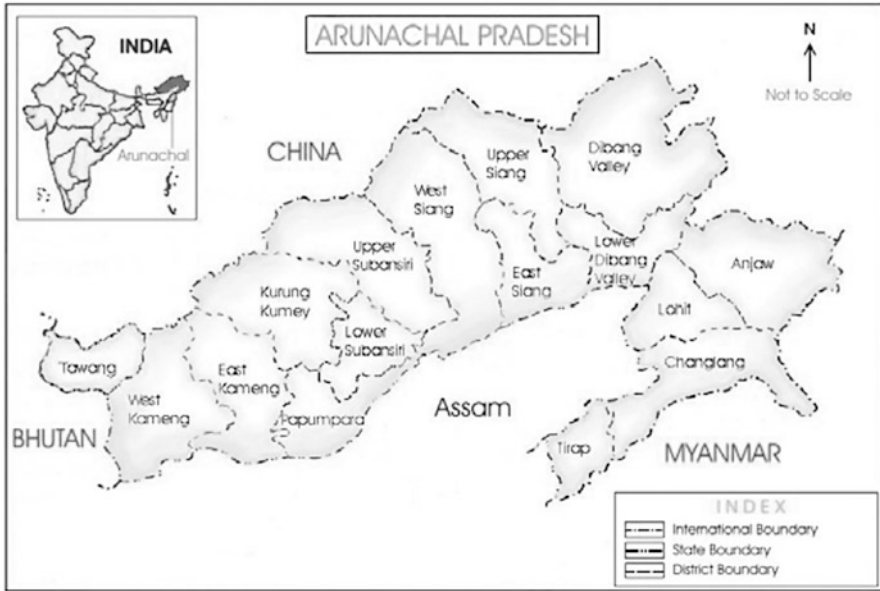 INDIA
Arunachal
ARUNACHAL PRADESH
N
Not to Scale
CHINA
Upper
Siang
Dibang
Valley
West
Siang
Upper
Subansiri
East
Siang
Lower
Dibang
Valley
Anjaw
Kurung
Kumey
Lohit
Lower
Subansiri
Changlang
Tawang
East
Kameng
West
Kameng
Papumpara
Assam
BHUTAN
Tirap
MYANMAR
INDEX
International Boundary
State Boundary
District Boundary